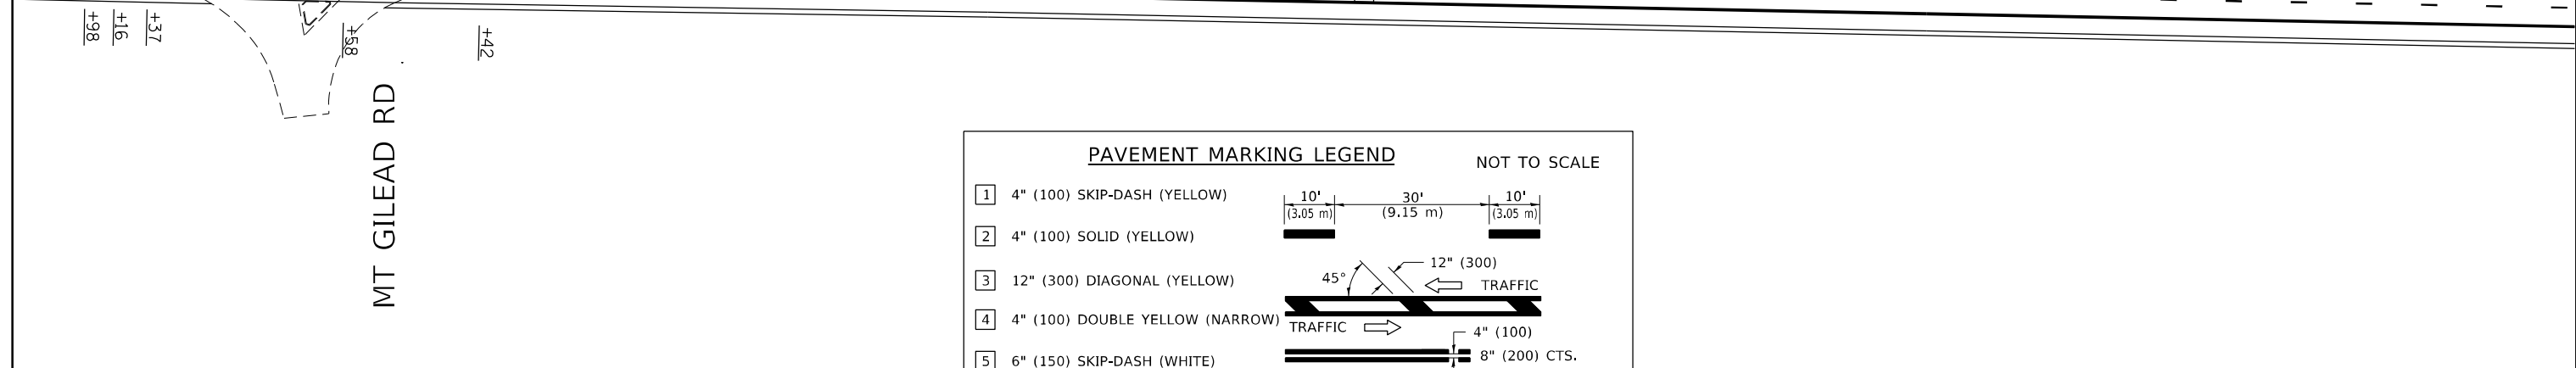 +98
+16
+37
+58
+42
MT GILEAD RD
PAVEMENT MARKING LEGEND
NOT TO SCALE
1 4" (100) SKIP-DASH (YELLOW)
10' 30' 10'
(3.05 m) (9.15 m) (3.05 m)
2 4" (100) SOLID (YELLOW)
3 12" (300) DIAGONAL (YELLOW)
45° 12" (300)
TRAFFIC
4 4" (100) DOUBLE YELLOW (NARROW)
TRAFFIC
4" (100)
8" (200) CTS.
5 6" (150) SKIP-DASH (WHITE)